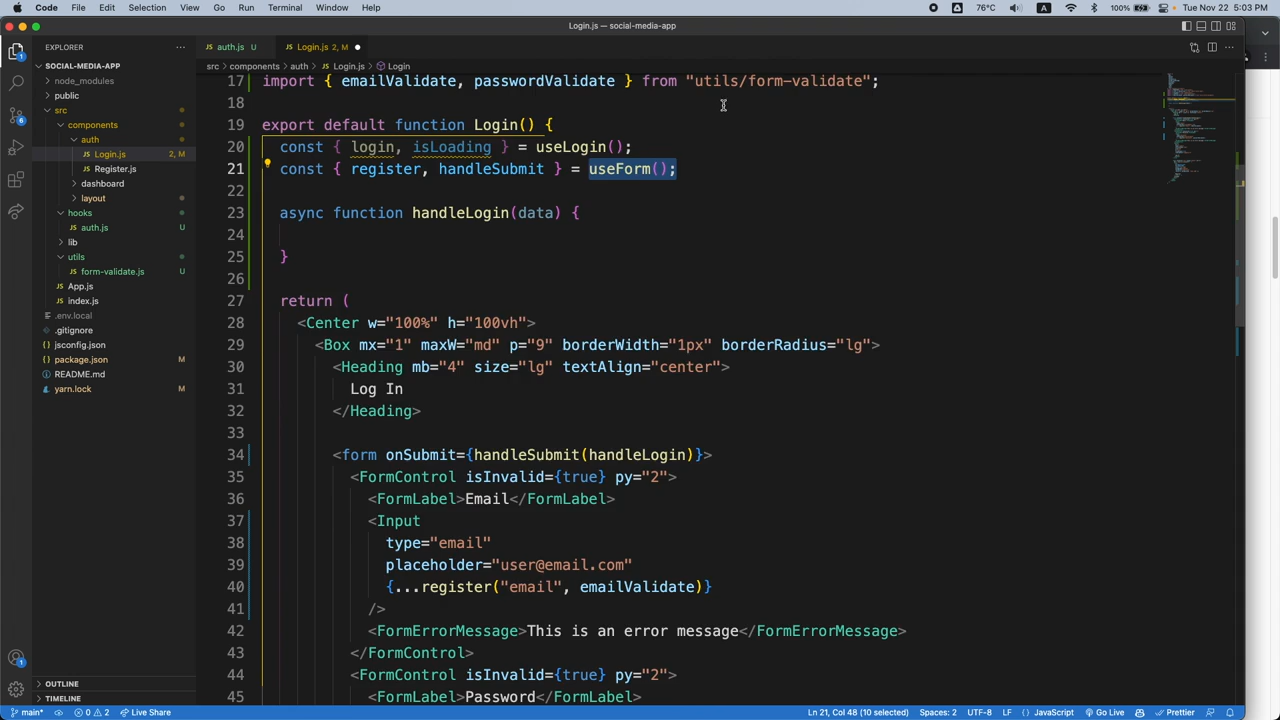 Code File Edit Selection View Go Run Terminal Window Help
76°C A 100% Tue Nov 22 5:03 PM
Login.js — social-media-app
EXPLORER ···
JS auth.js U
JS Login.js 2, M
src > components > auth > JS Login.js > Login
SOCIAL-MEDIA-APP
node_modules
public
src
components
auth
JS Login.js 2, M
JS Register.js
dashboard
layout
hooks
JS auth.js U
lib
utils
JS form-validate.js U
JS App.js
JS index.js
.env.local
.gitignore
jsconfig.json
package.json M
README.md
yarn.lock M
OUTLINE
TIMELINE
17 import { emailValidate, passwordValidate } from "utils/form-validate";
18
19 export default function Login() {
20 const { login, isLoading } = useLogin();
21 const { register, handleSubmit } = useForm();
22
23 async function handleLogin(data) {
24
25 }
26
27 return (
28 <Center w="100%" h="100vh">
29 <Box mx="1" maxW="md" p="9" borderWidth="1px" borderRadius="lg">
30 <Heading mb="4" size="lg" textAlign="center">
31 Log In
32 </Heading>
33
34 <form onSubmit={handleSubmit(handleLogin)}>
35 <FormControl isInvalid={true} py="2">
36 <FormLabel>Email</FormLabel>
37 <Input
38 type="email"
39 placeholder="user@email.com"
40 {...register("email", emailValidate)}
41 />
42 <FormErrorMessage>This is an error message</FormErrorMessage>
43 </FormControl>
44 <FormControl isInvalid={true} py="2">
45 <FormLabel>Password</FormLabel>
main* 0 2 Live Share
Ln 21, Col 48 (10 selected) Spaces: 2 UTF-8 LF { } JavaScript Go Live Prettier